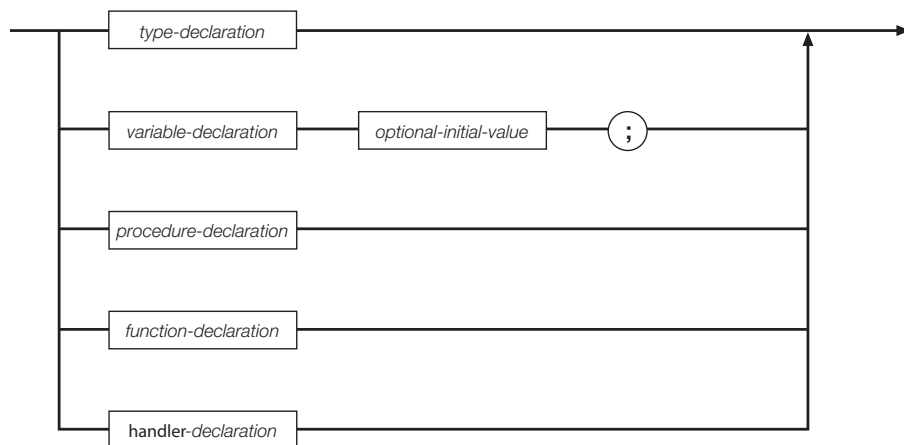 type-declaration
variable-declaration optional-initial-value ;
procedure-declaration
function-declaration
handler-declaration